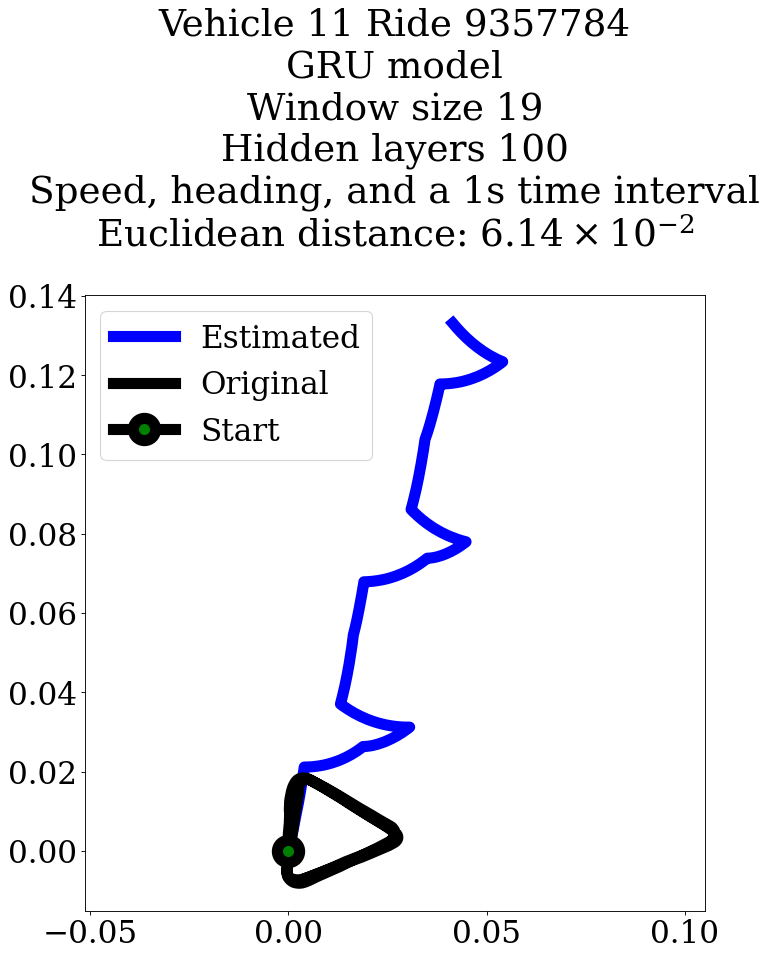 Vehicle 11 Ride 9357784
GRU model
Window size 19
Hidden layers 100
Speed, heading, and a 1s time interval
Euclidean distance: 6.14 × 10⁻²
0.14
Estimated
0.12
Original
Start
0.10
0.08
0.06
0.04
0.02
0.00
−0.05 0.00 0.05 0.10